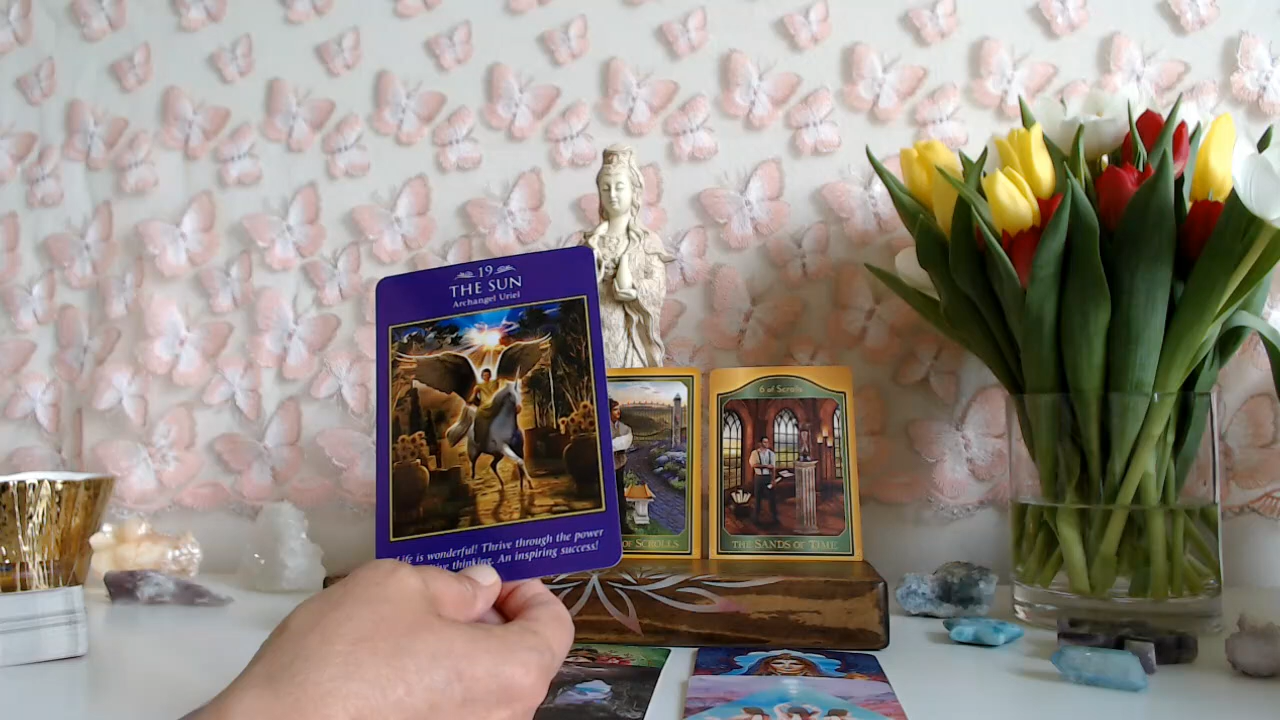 19
THE SUN
Archangel Uriel
Life is wonderful! Thrive through the power
thinking. An inspiring success!
OF SCROLLS
6 of Scrolls
THE SANDS OF TIME